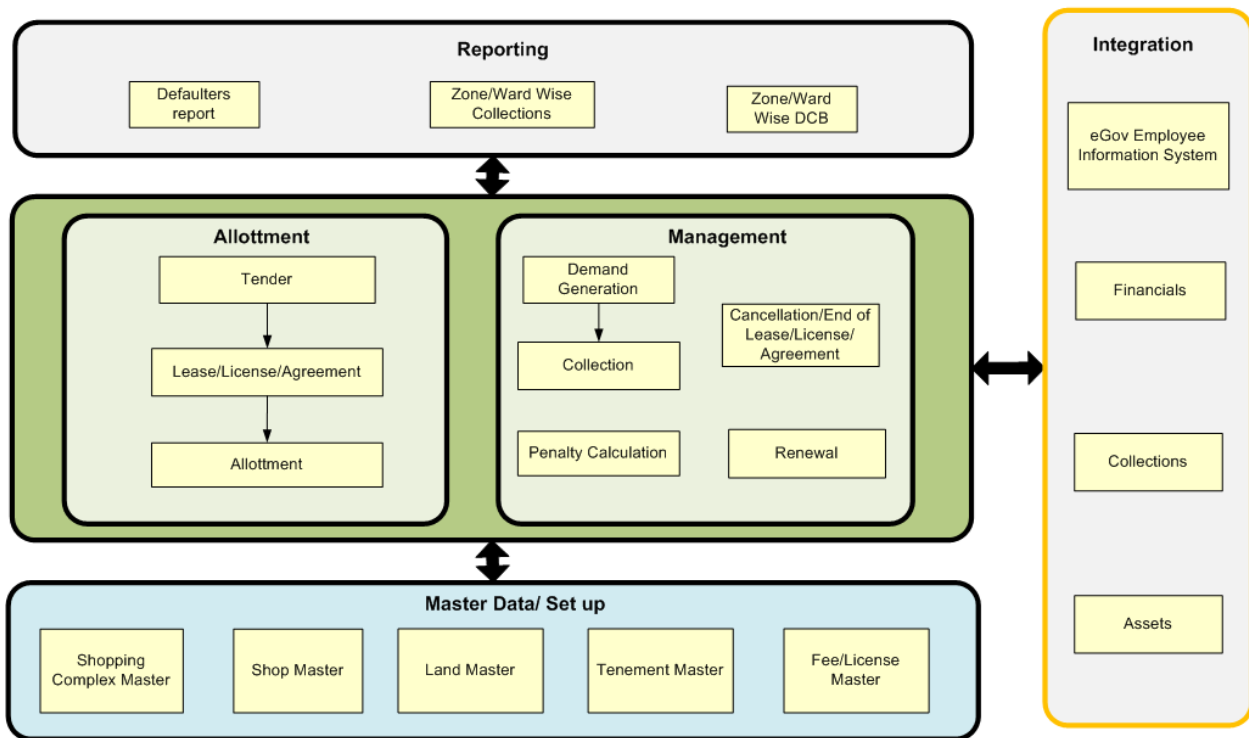 Reporting
Defaulters
report
Zone/Ward Wise
Collections
Zone/Ward
Wise DCB
Allottment
Tender
Lease/License/Agreement
Allottment
Management
Demand
Generation
Collection
Cancellation/End of
Lease/License/
Agreement
Penalty Calculation
Renewal
Master Data/ Set up
Shopping
Complex Master
Shop Master
Land Master
Tenement Master
Fee/License
Master
Integration
eGov Employee
Information System
Financials
Collections
Assets